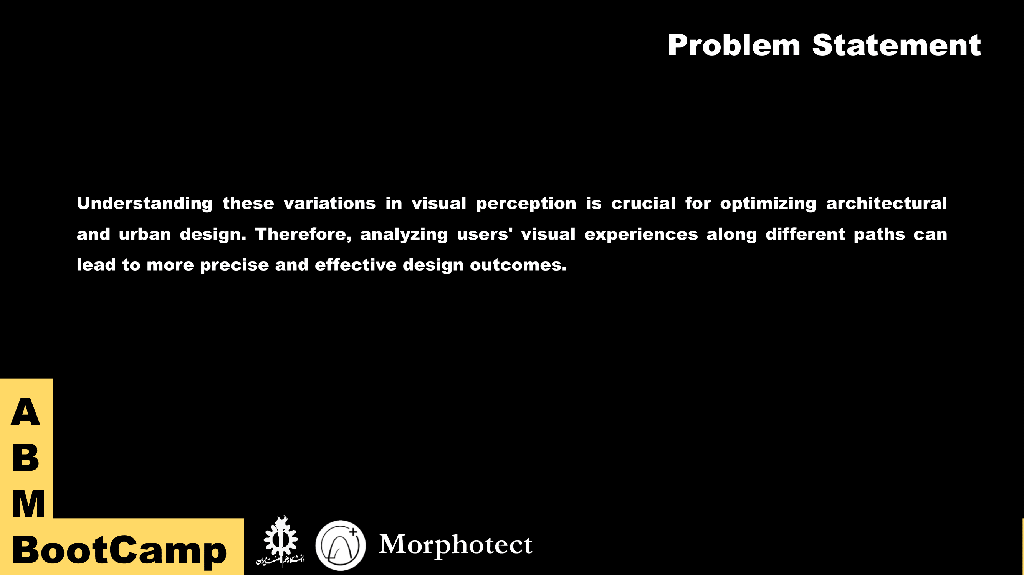 Problem Statement
Understanding these variations in visual perception is crucial for optimizing architectural
and urban design. Therefore, analyzing users' visual experiences along different paths can
lead to more precise and effective design outcomes.
A
B
M
BootCamp
Morphotect